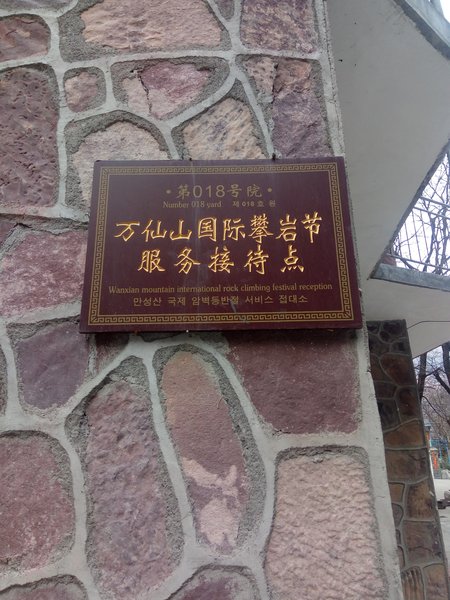 ·第018号院·
Number 018 yard 제 018 호 원
万仙山国际攀岩节
服务接待点
Wanxian mountain international rock climbing festival reception
만성산 국제 암벽등반절 서비스 접대소